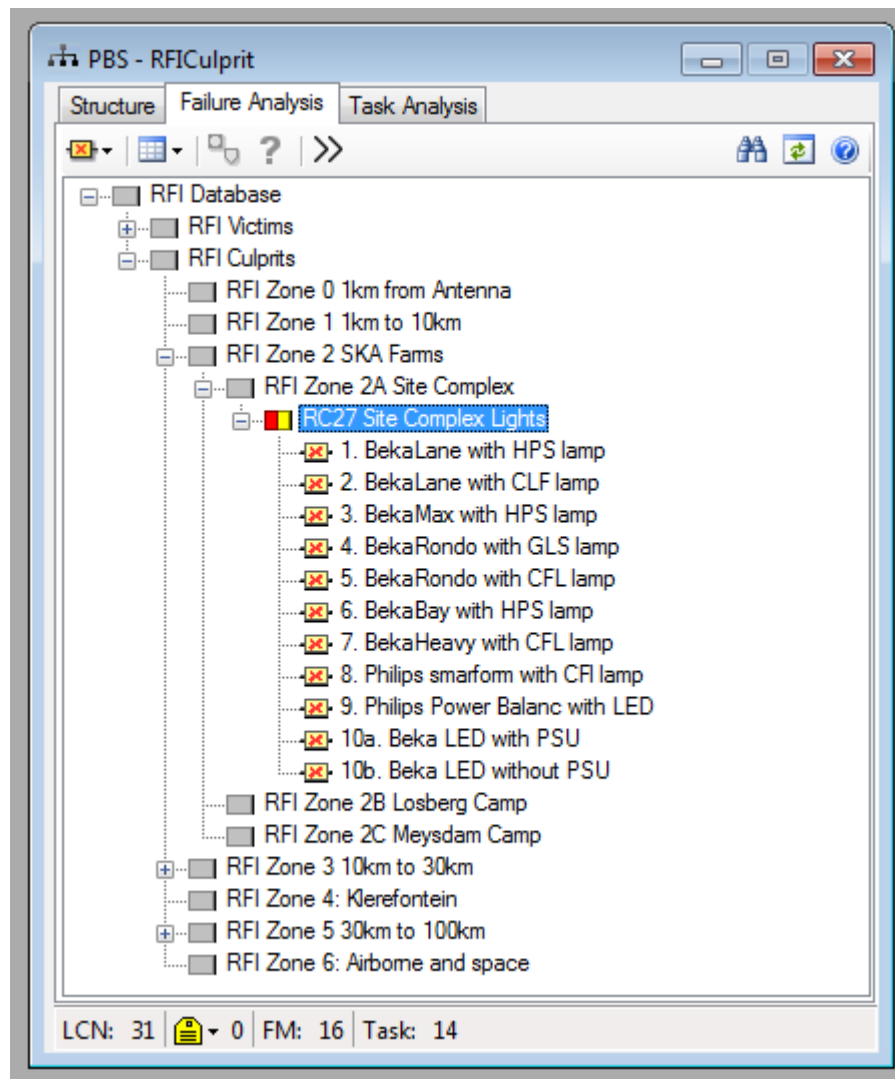 PBS - RFICulprit
Structure Failure Analysis Task Analysis
RFI Database
RFI Victims
RFI Culprits
RFI Zone 0 1km from Antenna
RFI Zone 1 1km to 10km
RFI Zone 2 SKA Farms
RFI Zone 2A Site Complex
RC27 Site Complex Lights
1. BekaLane with HPS lamp
2. BekaLane with CLF lamp
3. BekaMax with HPS lamp
4. BekaRondo with GLS lamp
5. BekaRondo with CFL lamp
6. BekaBay with HPS lamp
7. BekaHeavy with CFL lamp
8. Philips smarform with CFl lamp
9. Philips Power Balanc with LED
10a. Beka LED with PSU
10b. Beka LED without PSU
RFI Zone 2B Losberg Camp
RFI Zone 2C Meysdam Camp
RFI Zone 3 10km to 30km
RFI Zone 4: Klerefontein
RFI Zone 5 30km to 100km
RFI Zone 6: Airborne and space
LCN: 31 0 FM: 16 Task: 14